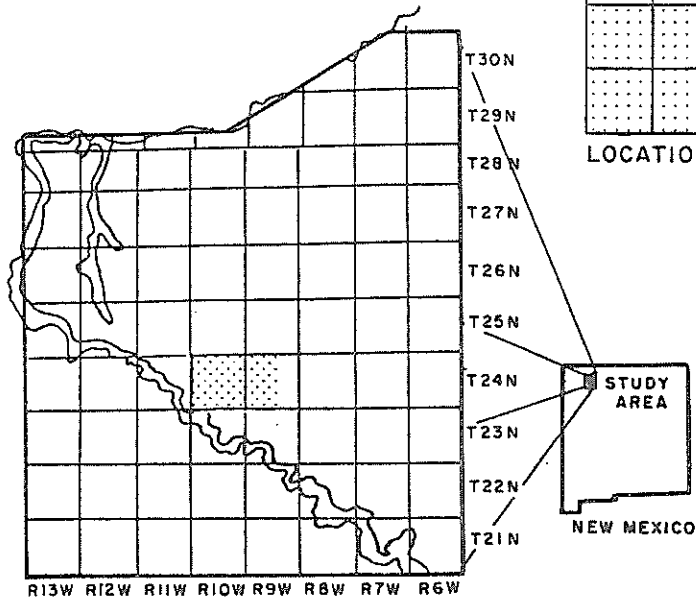 T30N
T29N
T28N
T27N
T26N
T25N
T24N
T23N
T22N
T21N
R13W R12W R11W R10W R9W R8W R7W R6W
LOCATIO
STUDY
AREA
NEW MEXICO